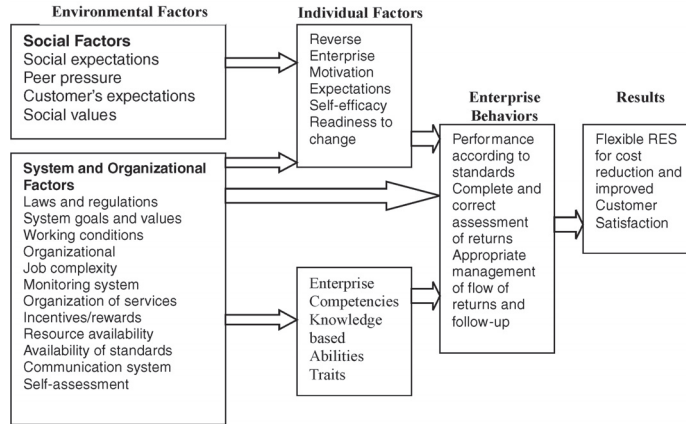 Environmental Factors
Social Factors
Social expectations
Peer pressure
Customer's expectations
Social values
System and Organizational
Factors
Laws and regulations
System goals and values
Working conditions
Organizational
Job complexity
Monitoring system
Organization of services
Incentives/rewards
Resource availability
Availability of standards
Communication system
Self-assessment
Individual Factors
Reverse
Enterprise
Motivation
Expectations
Self-efficacy
Readiness to
change
Enterprise
Competencies
Knowledge
based
Abilities
Traits
Enterprise
Behaviors
Performance
according to
standards
Complete and
correct
assessment
of returns
Appropriate
management
of flow of
returns and
follow-up
Results
Flexible RES
for cost
reduction and
improved
Customer
Satisfaction